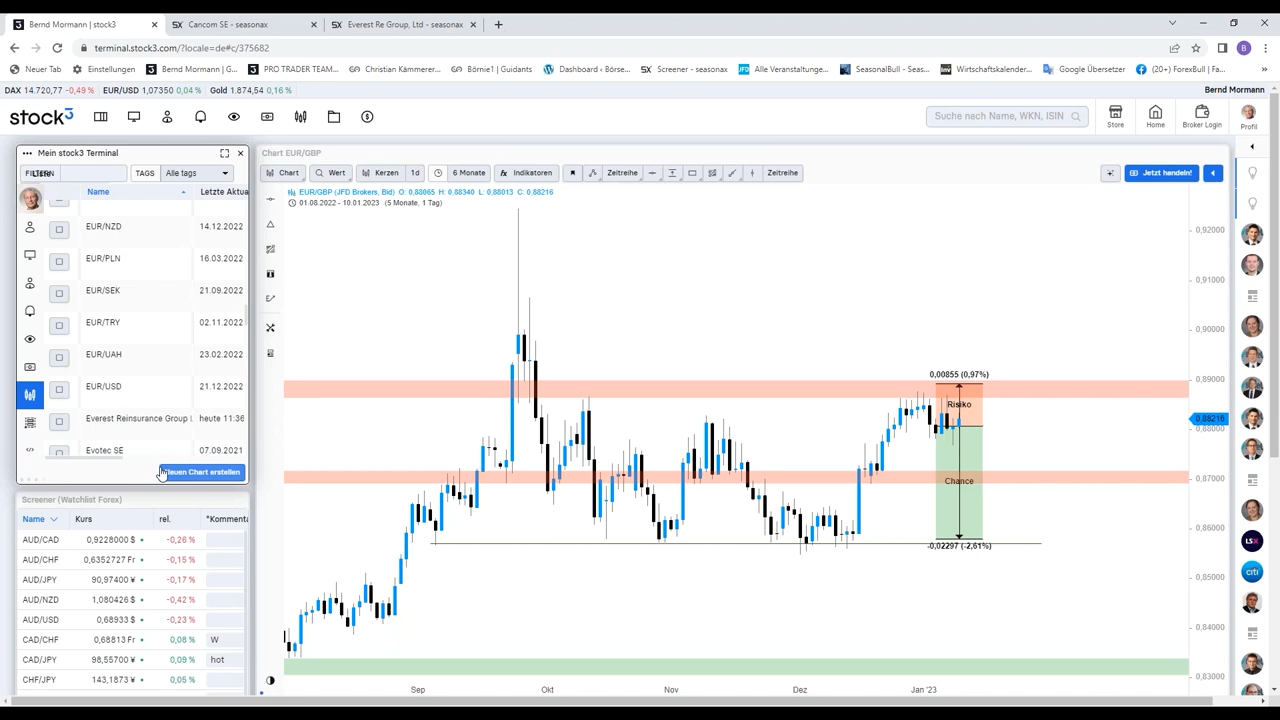 Bernd Mormann | stock3
Cancom SE - seasonax
Everest Re Group, Ltd - seasonax
terminal.stock3.com/?locale=de#c/375682
Neuer Tab
Einstellungen
Bernd Mormann | G...
PRO TRADER TEAM...
Christian Kämmerer...
Börnie1 | Guidants
Dashboard ‹ Börse...
Screener - seasonax
Alle Veranstaltunge...
SeasonalBull - Seas...
Wirtschaftskalender...
Google Übersetzer
(20+) ForexBull | Fa...
DAX 14.720,77 -0,49 % EUR/USD 1,07350 0,04 % Gold 1.874,54 0,16 %
Bernd Mormann
stock3
Suche nach Name, WKN, ISIN
Store
Home
Broker Login
Profil
Mein stock3 Terminal
TAGS
Alle tags
Name
Letzte Aktua
EUR/NZD 14.12.2022
EUR/PLN 16.03.2022
EUR/SEK 21.09.2022
EUR/TRY 02.11.2022
EUR/UAH 23.02.2022
EUR/USD 21.12.2022
Everest Reinsurance Group heute 11:36
Evotec SE 07.09.2021
Neuen Chart erstellen
Screener (Watchlist Forex)
Name Kurs rel. *Kommenta
AUD/CAD 0,9228000 $ -0,26 %
AUD/CHF 0,6352727 Fr -0,15 %
AUD/JPY 90,97400 ¥ -0,17 %
AUD/NZD 1,080426 $ -0,42 %
AUD/USD 0,68933 $ -0,23 %
CAD/CHF 0,68813 Fr 0,08 % W
CAD/JPY 98,55700 ¥ 0,09 % hot
CHF/JPY 143,1873 ¥ 0,05 %
Chart EUR/GBP
Chart
Wert
Kerzen
1d
6 Monate
Indikatoren
Zeitreihe
Zeitreihe
Jetzt handeln!
EUR/GBP (JFD Brokers, Bid) O: 0,88065 H: 0,88340 L: 0,88013 C: 0,88216
01.08.2022 - 10.01.2023 (5 Monate, 1 Tag)
0,92000
0,91000
0,90000
0,89000
0,88216
0,88000
0,87000
0,86000
0,85000
0,84000
0,83000
0,00855 (0,97%)
Risiko
Chance
-0,02297 (-2,61%)
Sep
Okt
Nov
Dez
Jan '23
LSX
citi